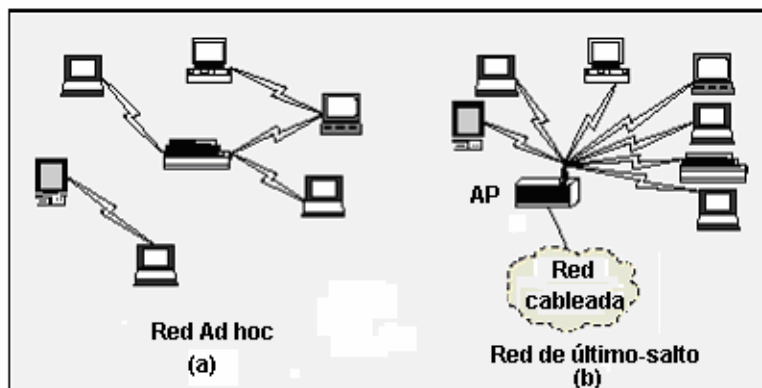 Red Ad hoc
(a)
AP
Red
cableada
Red de último-salto
(b)